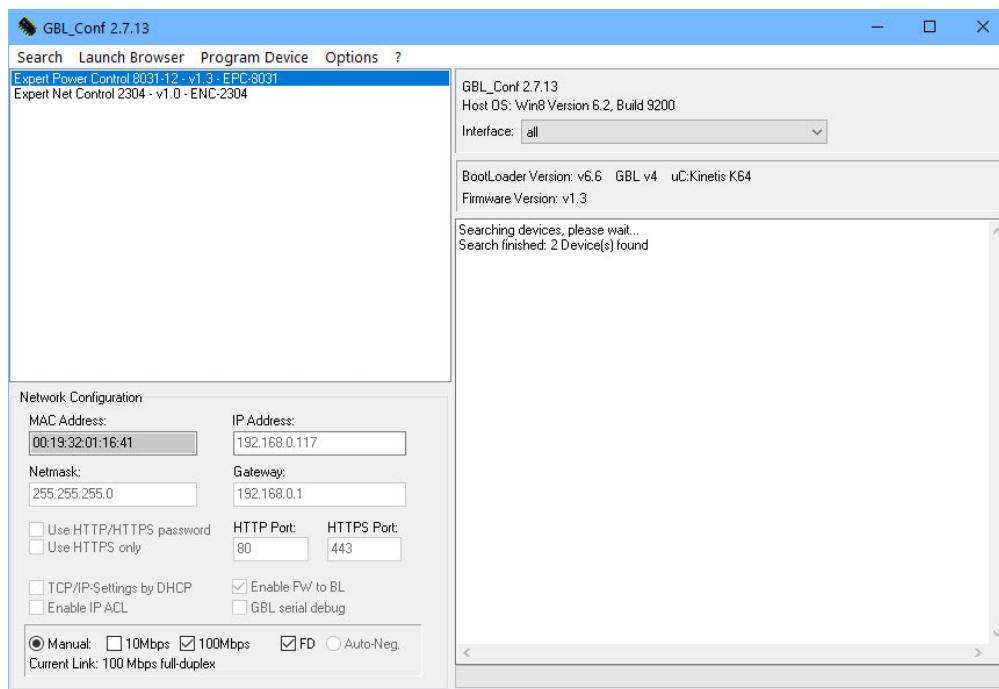 GBL_Conf 2.7.13
Search Launch Browser Program Device Options ?
Expert Power Control 8031-12 - v1.3 - EPC-8031
Expert Net Control 2304 - v1.0 - ENC-2304
GBL_Conf 2.7.13
Host OS: Win8 Version 6.2, Build 9200
Interface: all
BootLoader Version: v6.6 GBL v4 uC:Kinetis K64
Firmware Version: v1.3
Searching devices, please wait...
Search finished: 2 Device(s) found
Network Configuration
MAC Address: IP Address:
00:19:32:01:16:41 192.168.0.117
Netmask: Gateway:
255.255.255.0 192.168.0.1
Use HTTP/HTTPS password HTTP Port: HTTPS Port:
Use HTTPS only 80 443
TCP/IP-Settings by DHCP Enable FW to BL
Enable IP ACL GBL serial debug
Manual: 10Mbps 100Mbps FD Auto-Neg.
Current Link: 100 Mbps full-duplex